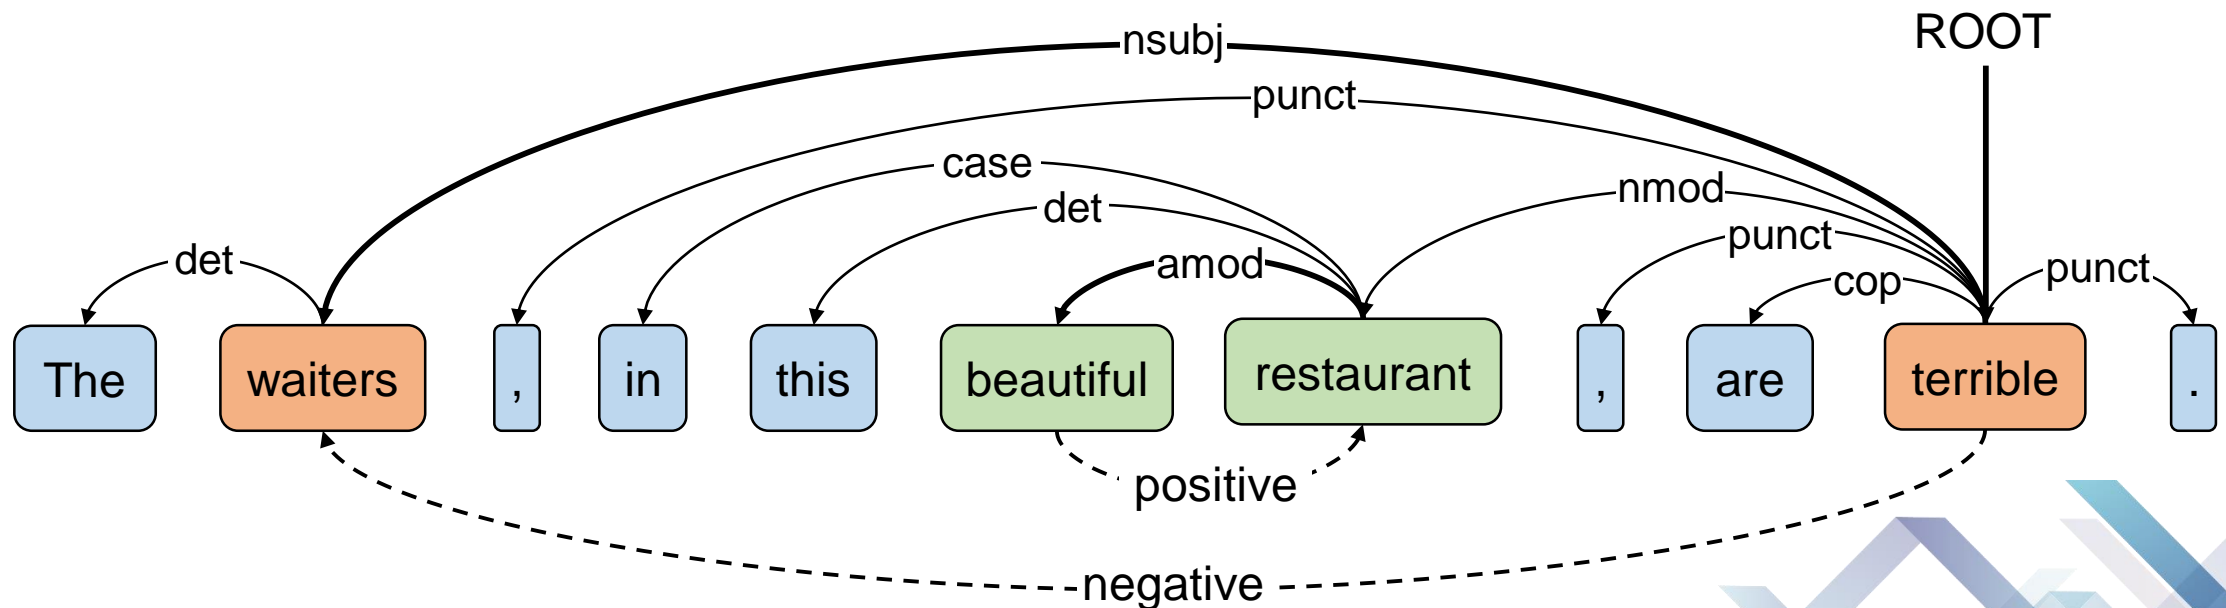 nsubj
ROOT
punct
case
nmod
det
punct
det
amod
cop
punct
The waiters , in this beautiful restaurant , are terrible .
positive
negative